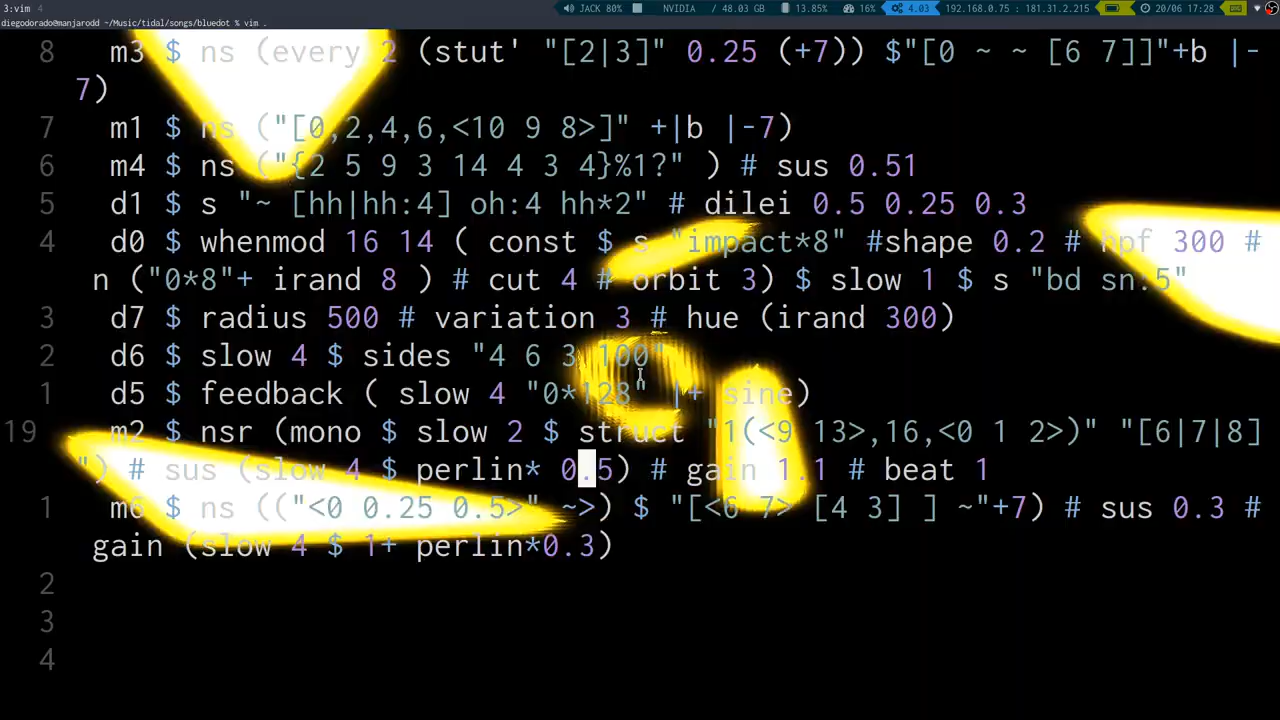 3:vim 4 JACK 80% NVIDIA / 48.03 GB 13.85% 16% 4.03 192.168.0.75 : 181.31.2.215 20/06 17:28
diegodorado@manjarodd ~/Music/tidal/songs/bluedot % vim .
8 m3 $ ns (every 2 (stut' "[2|3]" 0.25 (+7)) $"[0 ~ ~ [6 7]]"+b |-
7)
7 m1 $ ns ("[0,2,4,6,<10 9 8>]" +|b |-7)
6 m4 $ ns ("{2 5 9 3 14 4 3 4}%1?" ) # sus 0.51
5 d1 $ s "~ [hh|hh:4] oh:4 hh*2" # dilei 0.5 0.25 0.3
4 d0 $ whenmod 16 14 ( const $ s "impact*8" #shape 0.2 # hpf 300 #
n ("0*8"+ irand 8 ) # cut 4 # orbit 3) $ slow 1 $ s "bd sn:5"
3 d7 $ radius 500 # variation 3 # hue (irand 300)
2 d6 $ slow 4 $ sides "4 6 3 100"
1 d5 $ feedback ( slow 4 "0*128" |+ sine)
19 m2 $ nsr (mono $ slow 2 $ struct "1(<9 13>,16,<0 1 2>)" "[6|7|8]
") # sus (slow 4 $ perlin* 0.5) # gain 1.1 # beat 1
1 m6 $ ns (("<0 0.25 0.5>" ~>) $ "[<6 7> [4 3] ] ~"+7) # sus 0.3 #
gain (slow 4 $ 1+ perlin*0.3)
2
3
4